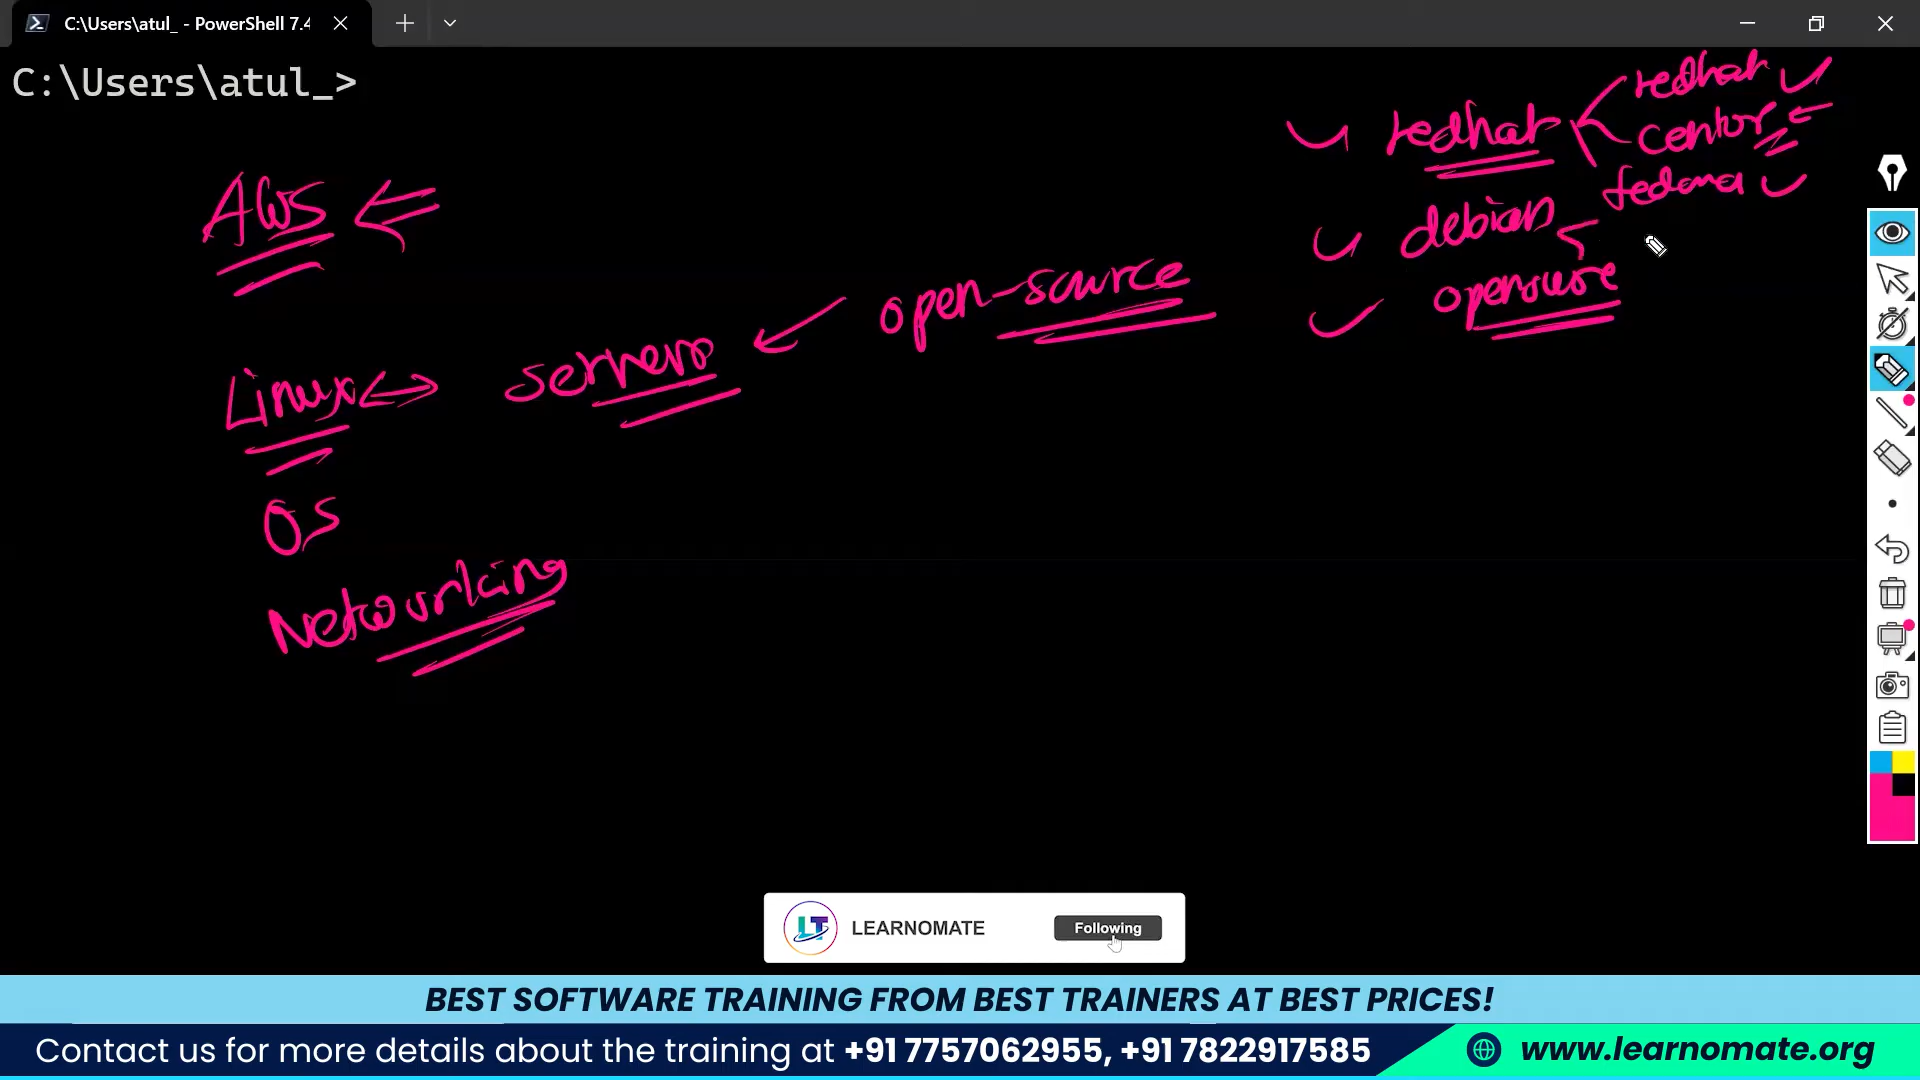 C:\Users\atul_ - PowerShell 7.4
C:\Users\atul_>
redhat
redhat
centos
fedora
AWS
debian
open-source
opensuse
servers
Linux
OS
Networking
LT LEARNOMATE Following
BEST SOFTWARE TRAINING FROM BEST TRAINERS AT BEST PRICES!
Contact us for more details about the training at +91 7757062955, +91 7822917585 www.learnomate.org